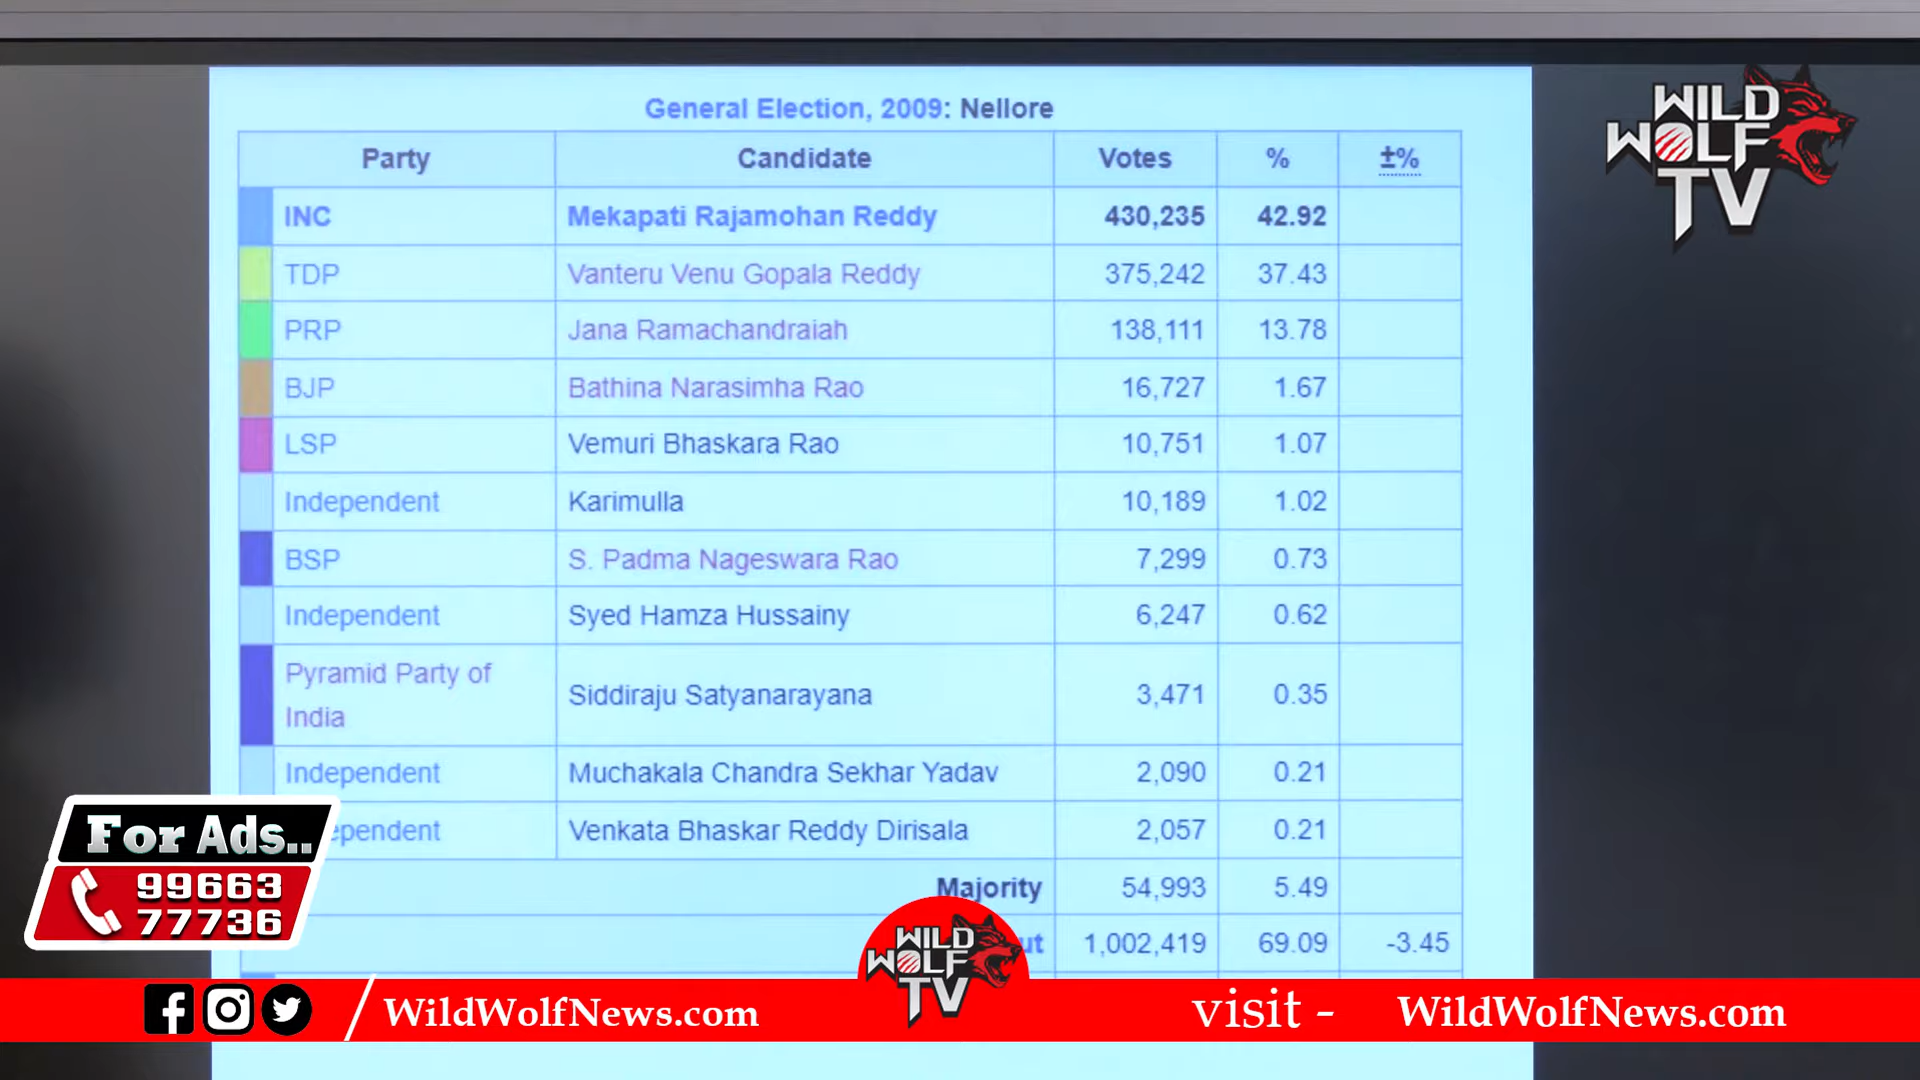 WILD
WOLF
TV
General Election, 2009: Nellore
Party Candidate Votes % ±%
INC Mekapati Rajamohan Reddy 430,235 42.92
TDP Vanteru Venu Gopala Reddy 375,242 37.43
PRP Jana Ramachandraiah 138,111 13.78
BJP Bathina Narasimha Rao 16,727 1.67
LSP Vemuri Bhaskara Rao 10,751 1.07
Independent Karimulla 10,189 1.02
BSP S. Padma Nageswara Rao 7,299 0.73
Independent Syed Hamza Hussainy 6,247 0.62
Pyramid Party of
India Siddiraju Satyanarayana 3,471 0.35
Independent Muchakala Chandra Sekhar Yadav 2,090 0.21
ependent Venkata Bhaskar Reddy Dirisala 2,057 0.21
Majority 54,993 5.49
ut 1,002,419 69.09 -3.45
For Ads..
99663
77736
WILD
WOLF
TV
WildWolfNews.com
visit - WildWolfNews.com